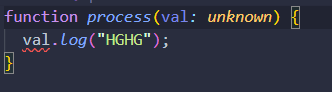 function process(val: unknown) {
  val.log("HGHG");
}